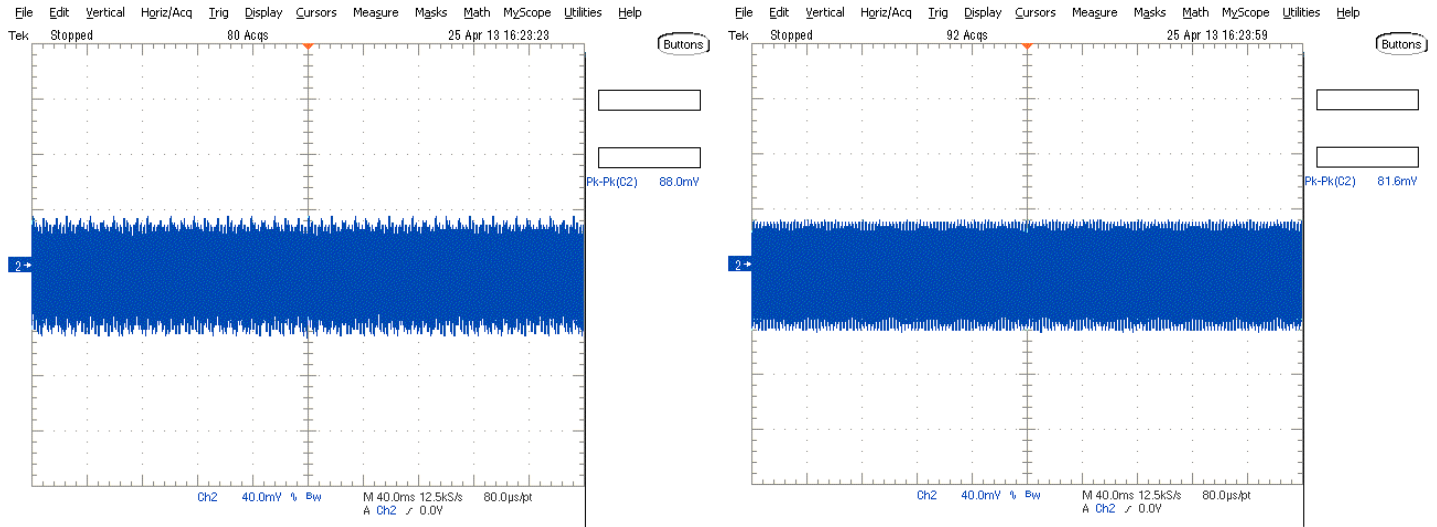 File Edit Vertical Horiz/Acq Trig Display Cursors Measure Masks Math MyScope Utilities Help
Tek Stopped 80 Acqs 25 Apr 13 16:23:23
Buttons
Pk-Pk(C2) 88.0mV
2
Ch2 40.0mV % Bw M 40.0ms 12.5kS/s 80.0µs/pt
A Ch2 / 0.0V
File Edit Vertical Horiz/Acq Trig Display Cursors Measure Masks Math MyScope Utilities Help
Tek Stopped 92 Acqs 25 Apr 13 16:23:59
Buttons
Pk-Pk(C2) 81.6mV
2
Ch2 40.0mV % Bw M 40.0ms 12.5kS/s 80.0µs/pt
A Ch2 / 0.0V